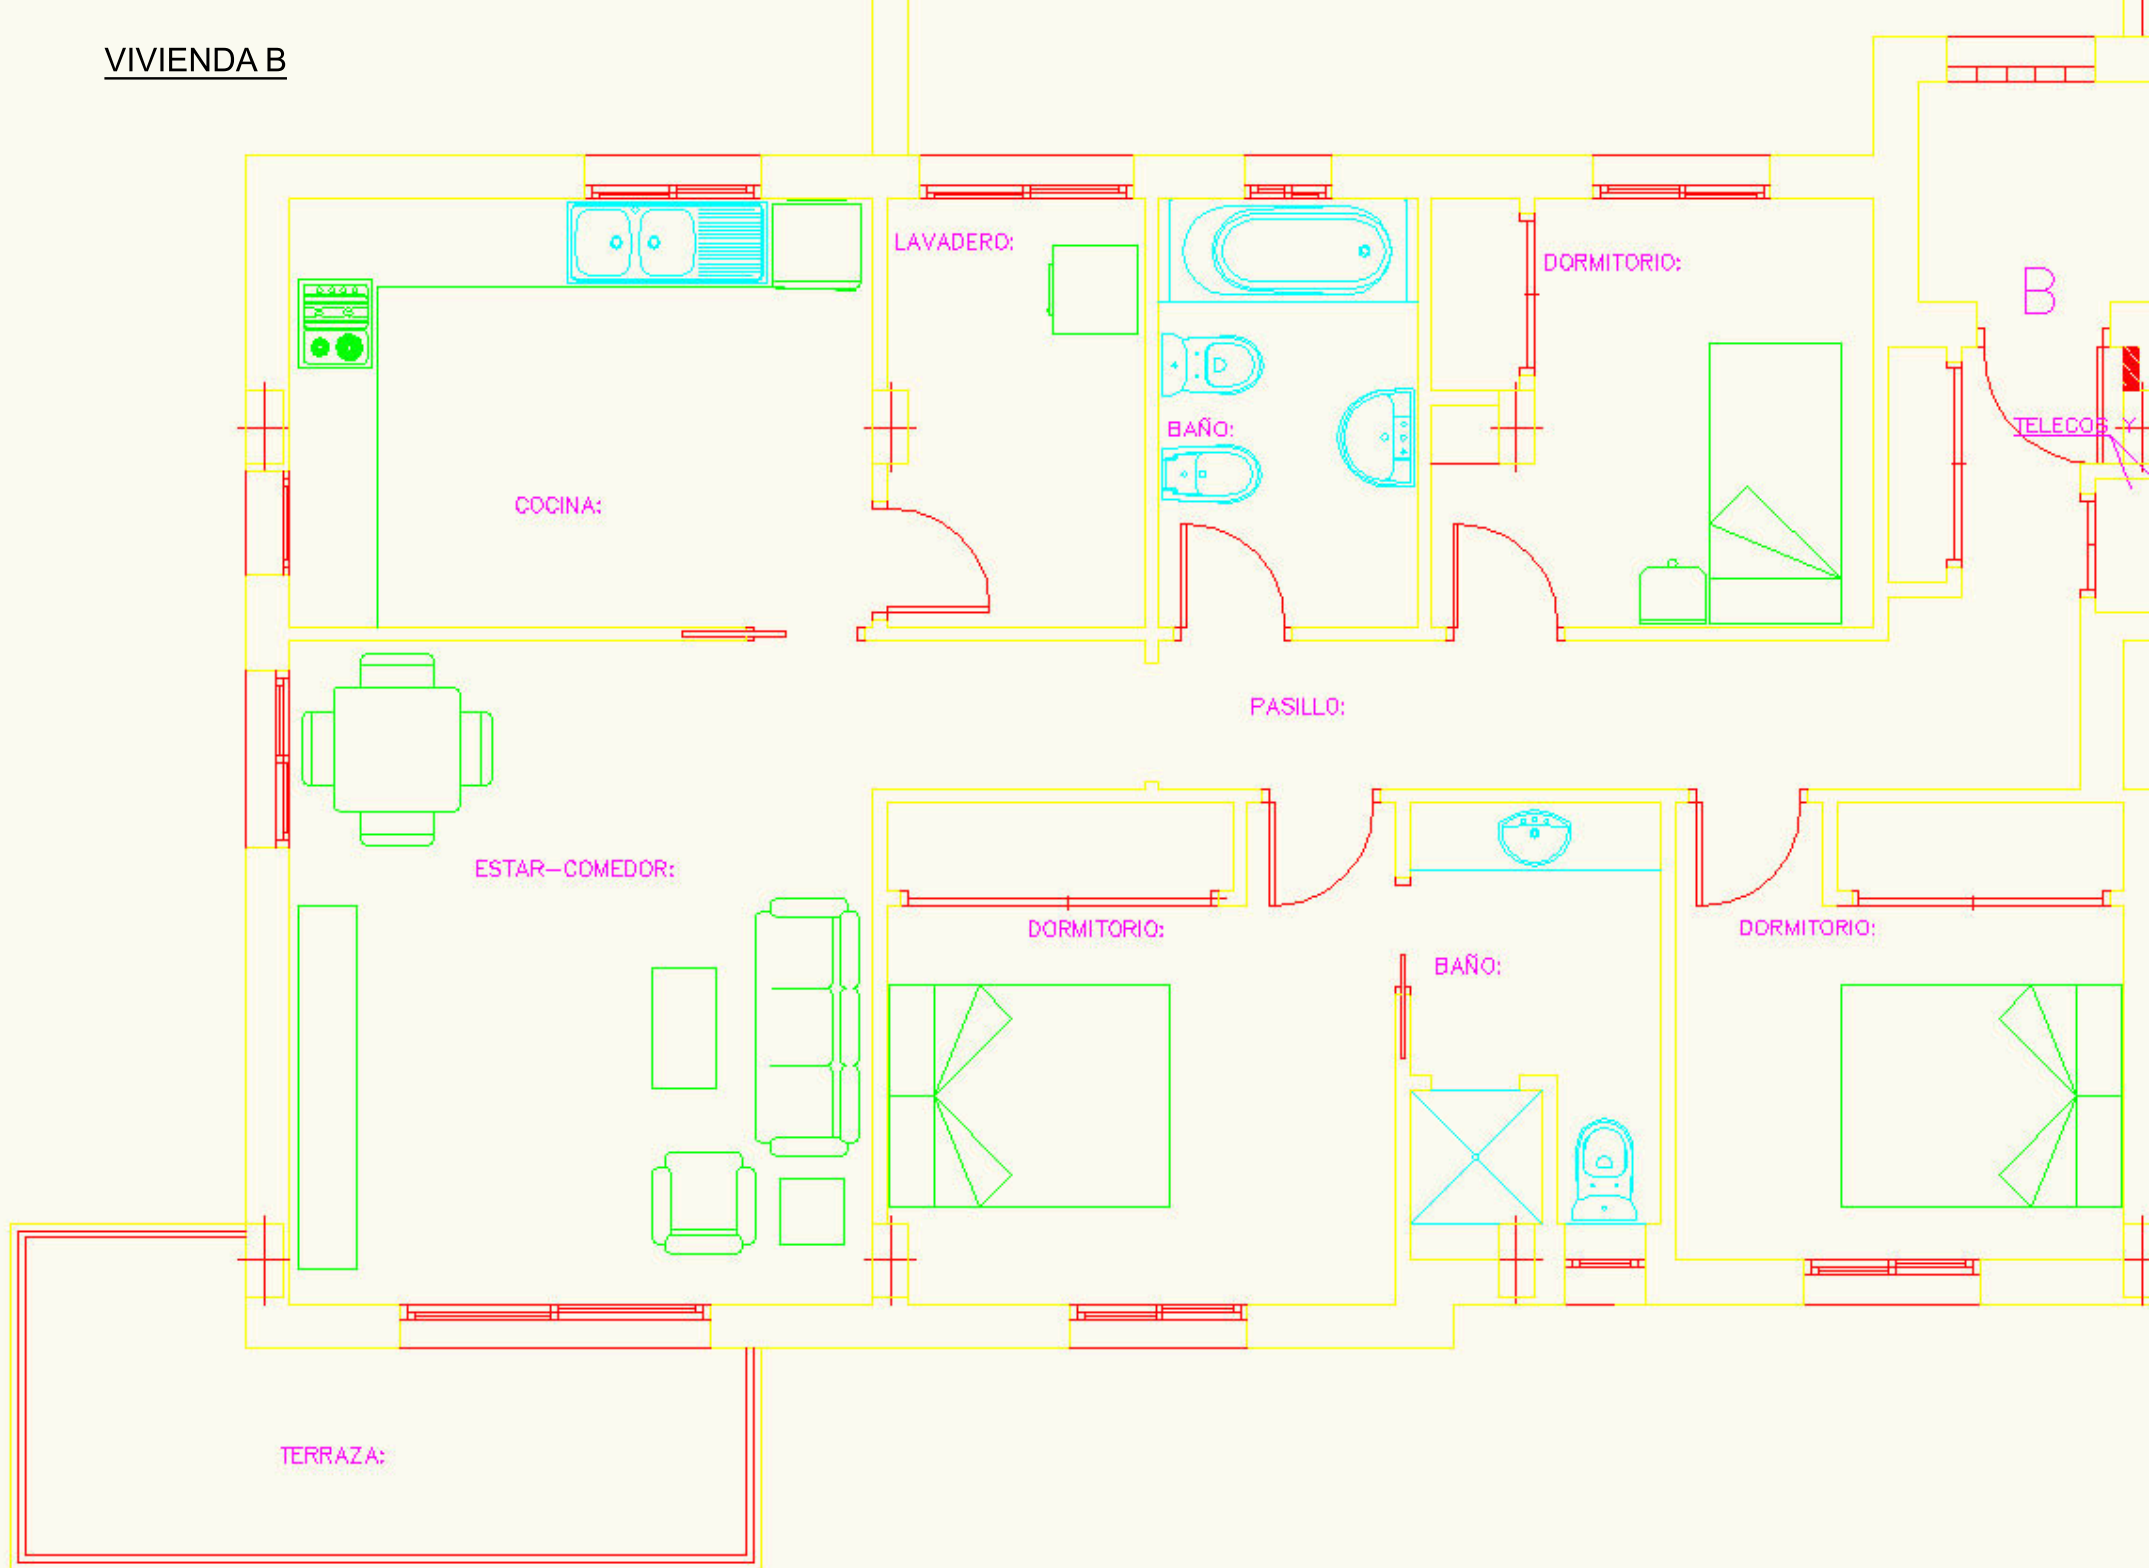 VIVIENDA B
LAVADERO:
DORMITORIO:
B
BAÑO:
TELECOS Y
COCINA:
PASILLO:
ESTAR-COMEDOR:
DORMITORIO:
DORMITORIO:
BAÑO:
TERRAZA: